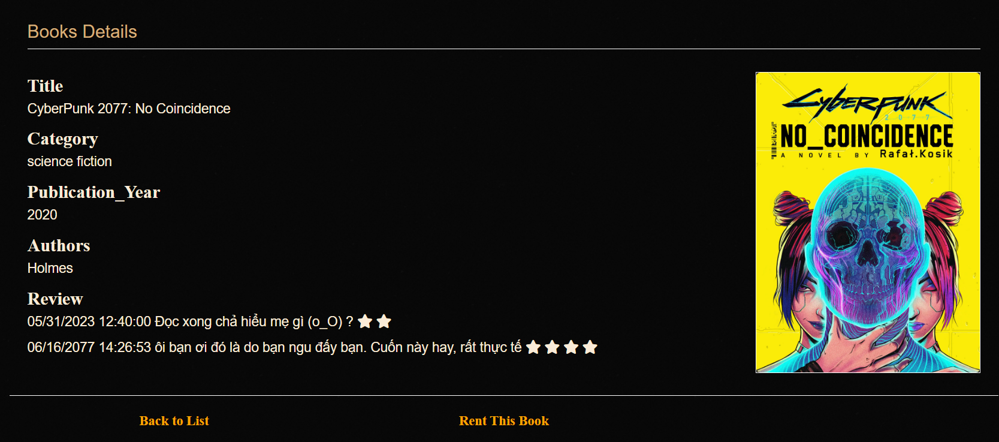 Books Details
Title
CyberPunk 2077: No Coincidence
Category
science fiction
Publication_Year
2020
Authors
Holmes
Review
05/31/2023 12:40:00 Đọc xong chả hiểu mẹ gì (o_O) ? ★ ★
06/16/2077 14:26:53 ôi bạn ơi đó là do bạn ngu đấy bạn. Cuốn này hay, rất thực tế ★ ★ ★ ★
CYbERPUNK
2077
NO_COINCIDENCE
A NOVEL BY Rafał.Kosik
Back to List
Rent This Book